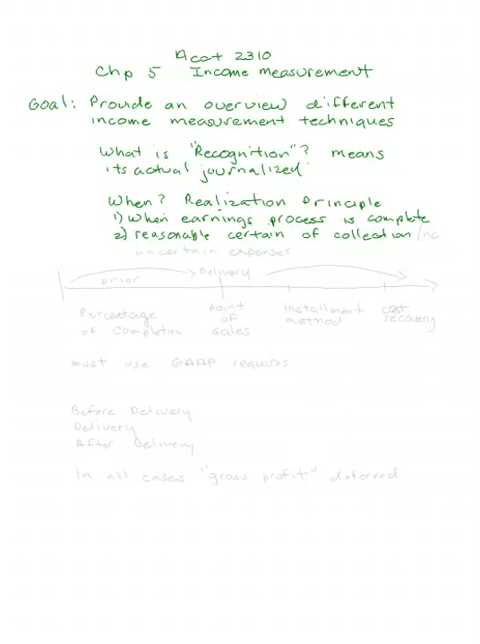 Acct 2310
Chp 5 Income Measurement
Goal: Provide an overview different
income measurement techniques
What is "Recognition"? means
its actual journalized
When? Realization Principle
1) when earnings process is complete
2) reasonable certain of collection (no
uncertain expenses
prior Delivery
Percentage of Completion
point of sales
installment method
cost recovery
must use GAAP requires
Before Delivery
Delivery
After Delivery
In all cases "gross profit" deferred